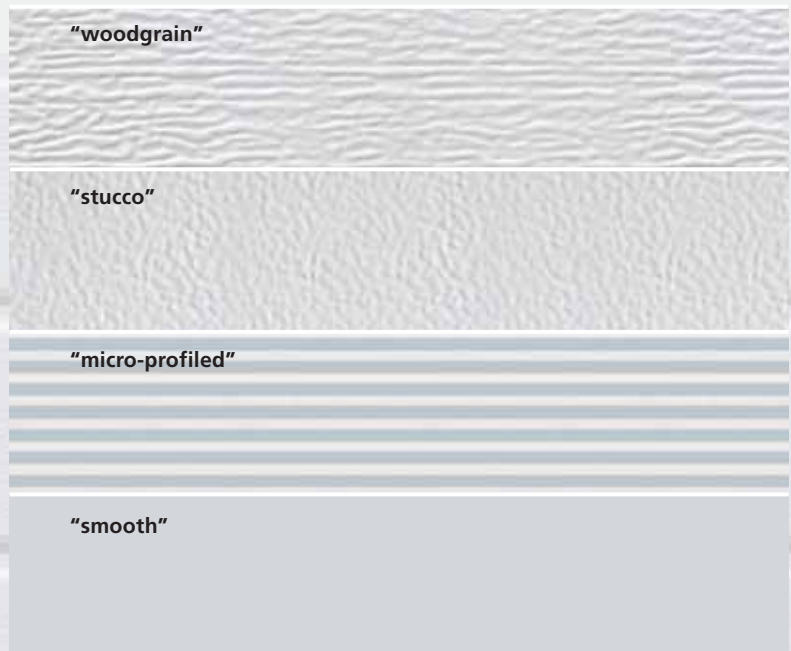 “woodgrain”
“stucco”
“micro-profiled”
“smooth”